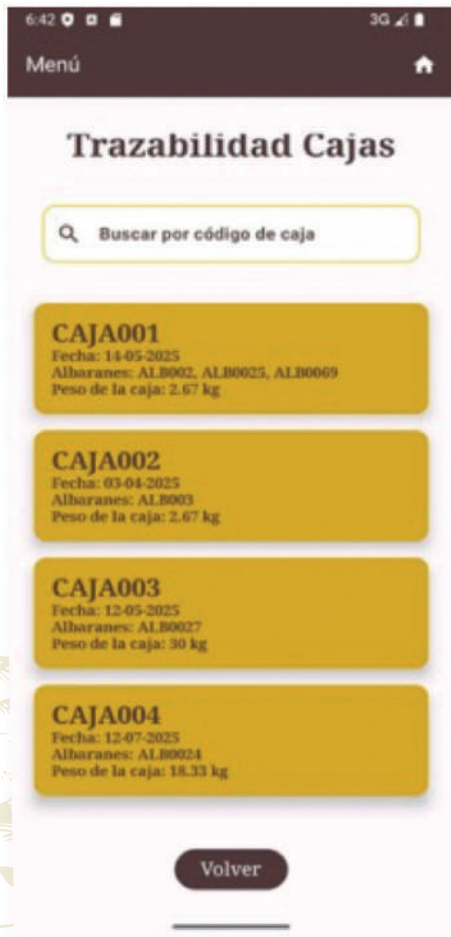 6:42
3G
Menú
Trazabilidad Cajas
Buscar por código de caja
CAJA001
Fecha: 14-05-2025
Albaranes: ALB002, ALB0025, ALB0069
Peso de la caja: 2.67 kg
CAJA002
Fecha: 03-04-2025
Albaranes: ALB003
Peso de la caja: 2.67 kg
CAJA003
Fecha: 12-05-2025
Albaranes: ALB0027
Peso de la caja: 30 kg
CAJA004
Fecha: 12-07-2025
Albaranes: ALB0024
Peso de la caja: 18.33 kg
Volver